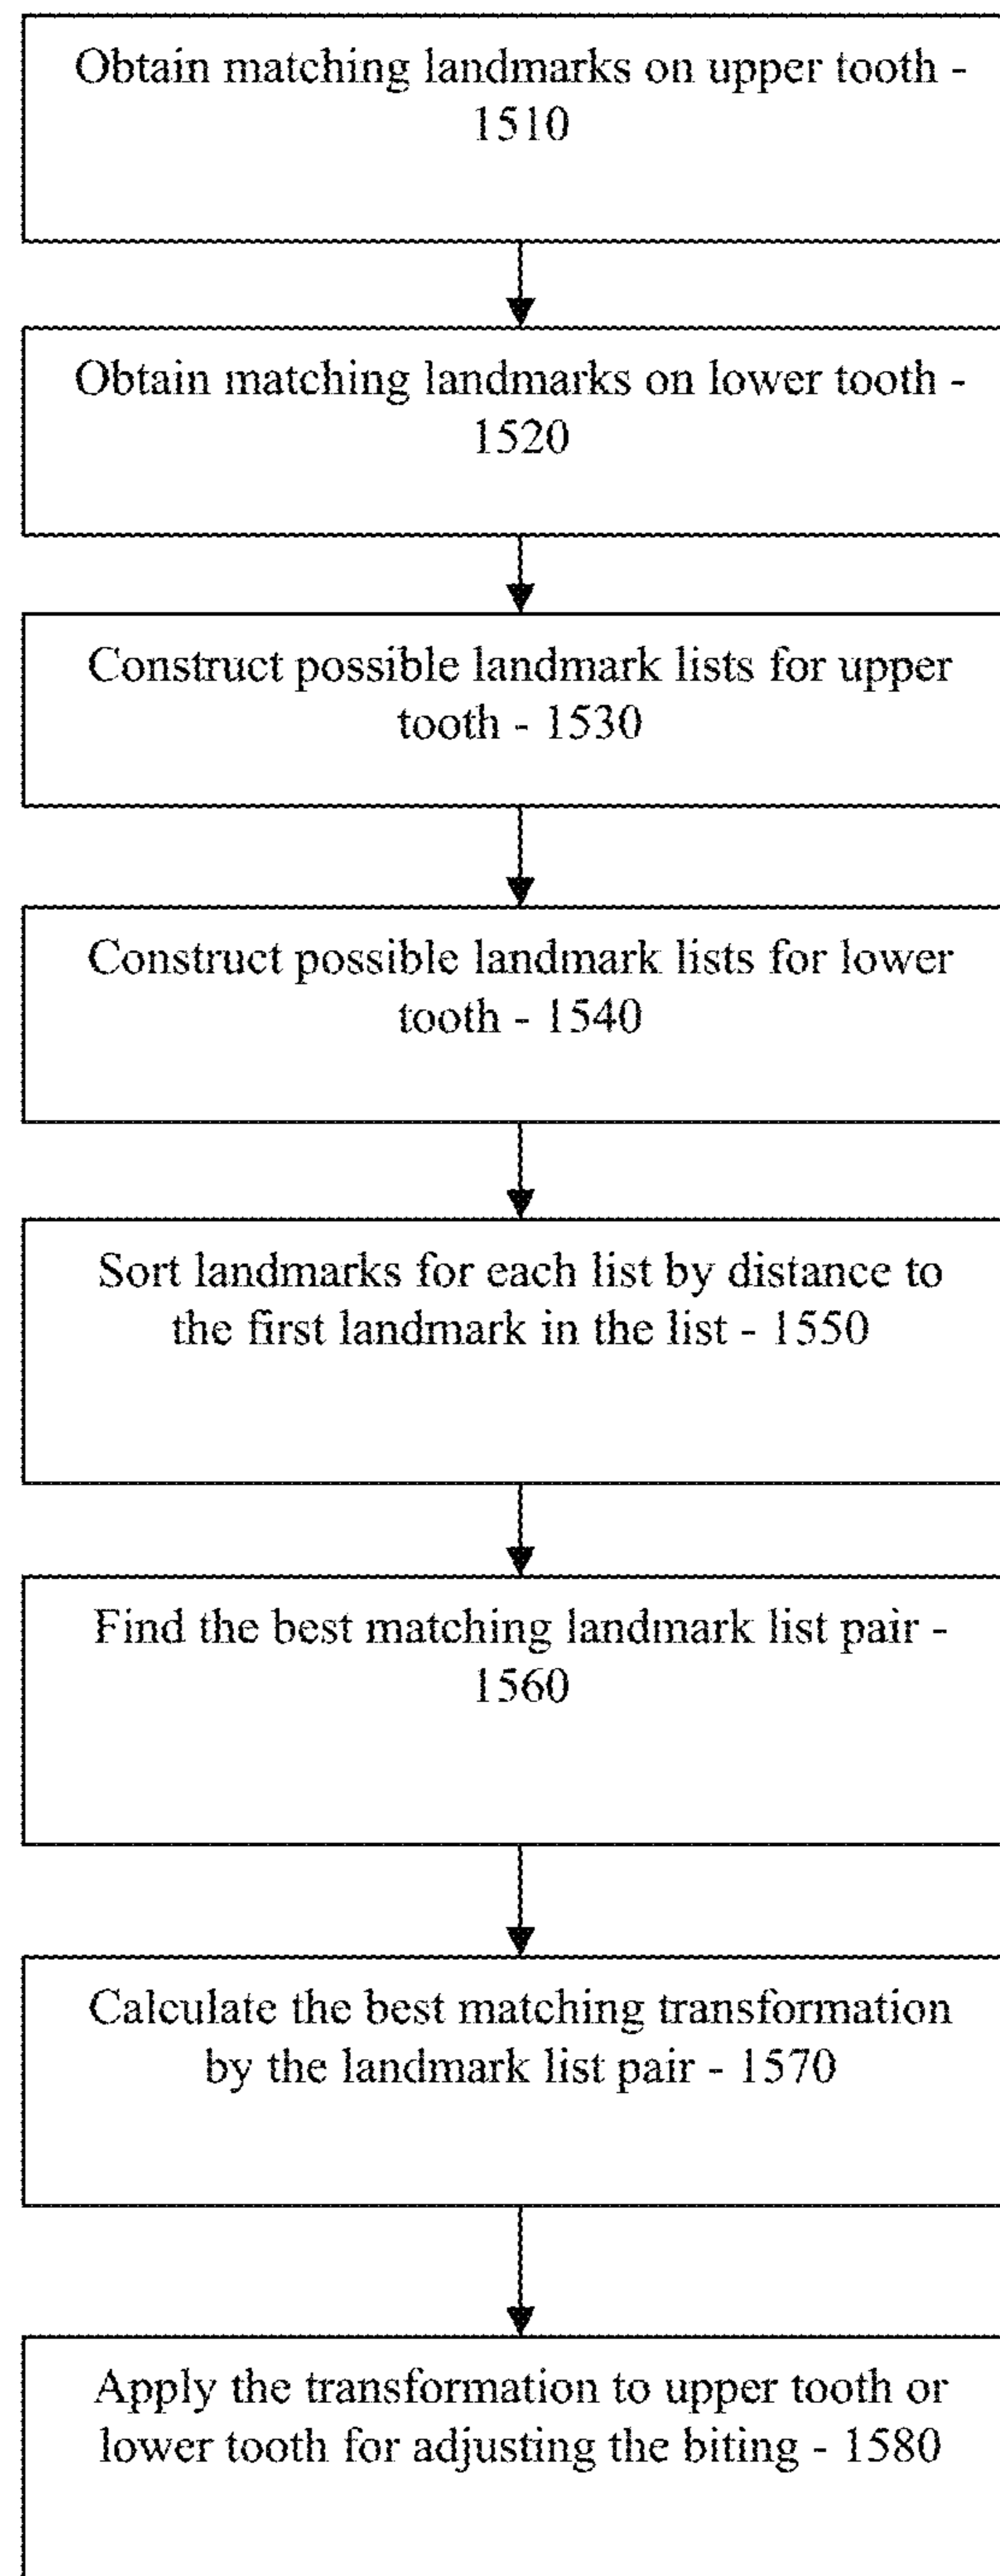 Obtain matching landmarks on upper tooth -
1510
Obtain matching landmarks on lower tooth -
1520
Construct possible landmark lists for upper
tooth - 1530
Construct possible landmark lists for lower
tooth - 1540
Sort landmarks for each list by distance to
the first landmark in the list - 1550
Find the best matching landmark list pair -
1560
Calculate the best matching transformation
by the landmark list pair - 1570
Apply the transformation to upper tooth or
lower tooth for adjusting the biting - 1580